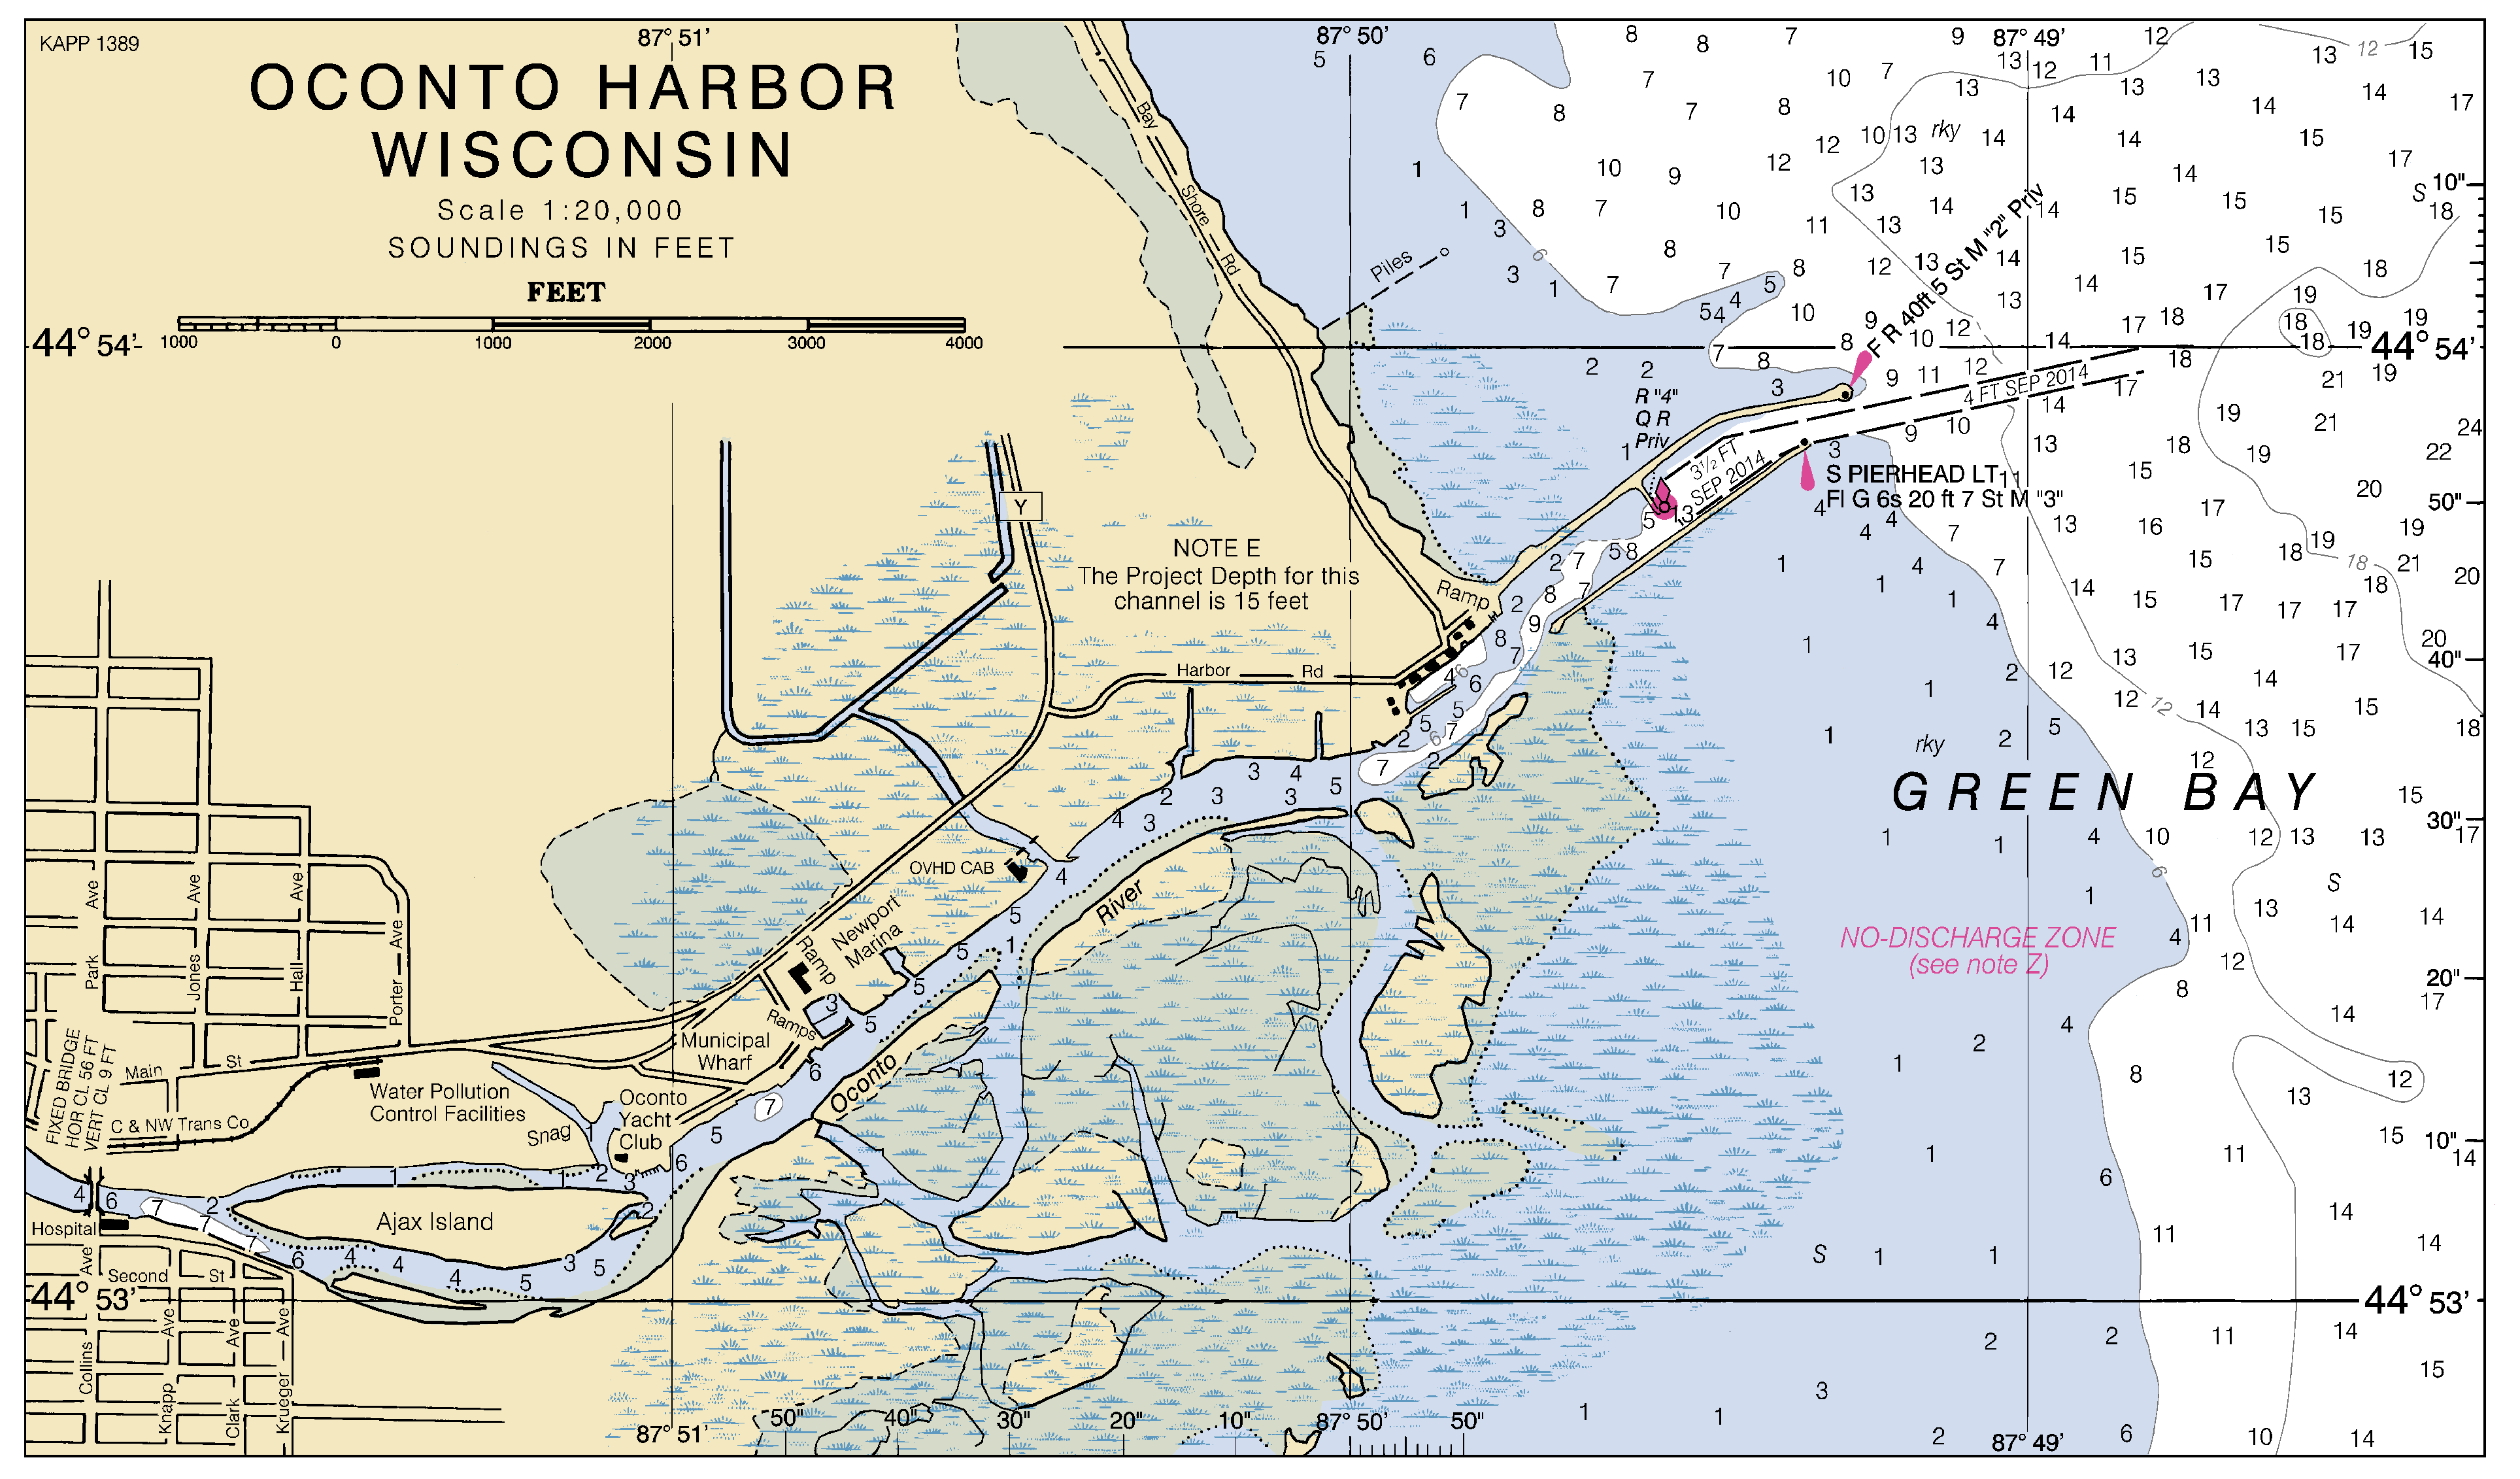 KAPP 1389
87° 51'
87° 50'
87° 49'
OCONTO HARBOR
WISCONSIN
Scale 1:20,000
SOUNDINGS IN FEET
FEET
1000 0 1000 2000 3000 4000
44° 54'
44° 54'
10"
Bay Shore Rd
Piles
rky
S
F R 40ft 5 St M "2" Priv
4 FT SEP 2014
R "4"
Q R
Priv
3½ FT
SEP 2014
S PIERHEAD LT
Fl G 6s 20 ft 7 St M "3"
50"
Y
NOTE E
The Project Depth for this
channel is 15 feet
Ramp
Harbor Rd
40"
rky
GREEN BAY
30"
OVHD CAB
River
Newport
Marina
Ramp
S
NO-DISCHARGE ZONE
(see note Z)
20"
Park Ave
Jones Ave
Hall Ave
Porter Ave
Ramps
Municipal
Wharf
Oconto
FIXED BRIDGE
HOR CL 56 FT
VERT CL 9 FT
Main St
Water Pollution
Control Facilities
C & NW Trans Co
Snag
Oconto
Yacht
Club
10"
Hospital
Ajax Island
S
Second St
44° 53'
44° 53'
Collins Ave
Knapp Ave
Clark Ave
Krueger Ave
87° 51'
50"
40"
30"
20"
10"
87° 50'
50"
87° 49'